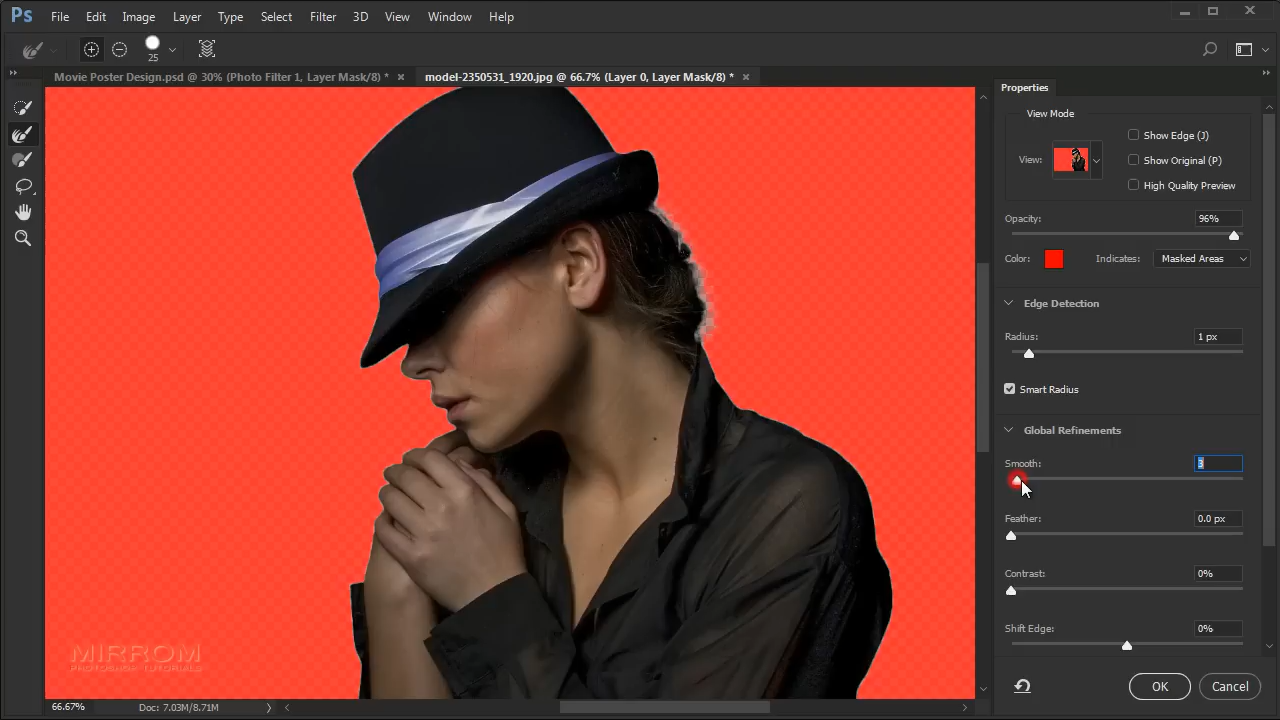 Ps File Edit Image Layer Type Select Filter 3D View Window Help
25
Movie Poster Design.psd @ 30% (Photo Filter 1, Layer Mask/8) * × model-2350531_1920.jpg @ 66.7% (Layer 0, Layer Mask/8) * ×
Properties
View Mode
Show Edge (J)
View:
Show Original (P)
High Quality Preview
Opacity: 96%
Color: Indicates: Masked Areas
Edge Detection
Radius: 1 px
Smart Radius
Global Refinements
Smooth: 3
Feather: 0.0 px
Contrast: 0%
Shift Edge: 0%
MIRROM
PHOTOSHOP TUTORIALS
OK Cancel
66.67% Doc: 7.03M/8.71M